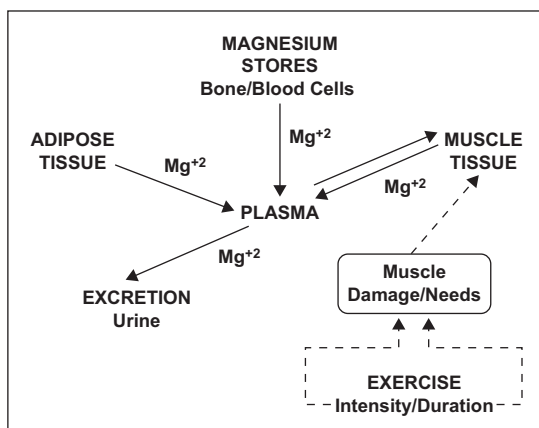 MAGNESIUM
STORES
Bone/Blood Cells
ADIPOSE
TISSUE
Mg+2
Mg+2
MUSCLE
TISSUE
Mg+2
PLASMA
Mg+2
EXCRETION
Urine
Muscle
Damage/Needs
EXERCISE
Intensity/Duration